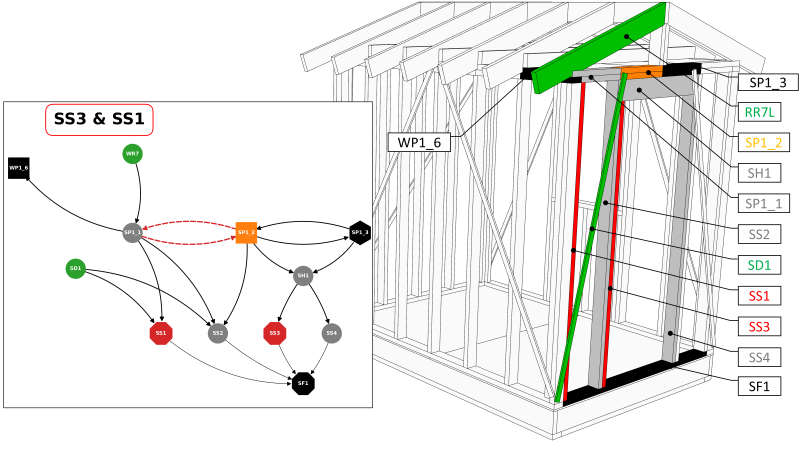 SS3 & SS1
WP1_6
WR7
SP1_1
SP1_2
SP1_3
SD1
SH1
SS1
SS2
SS3
SS4
SF1
WP1_6
SP1_3
RR7L
SP1_2
SH1
SP1_1
SS2
SD1
SS1
SS3
SS4
SF1